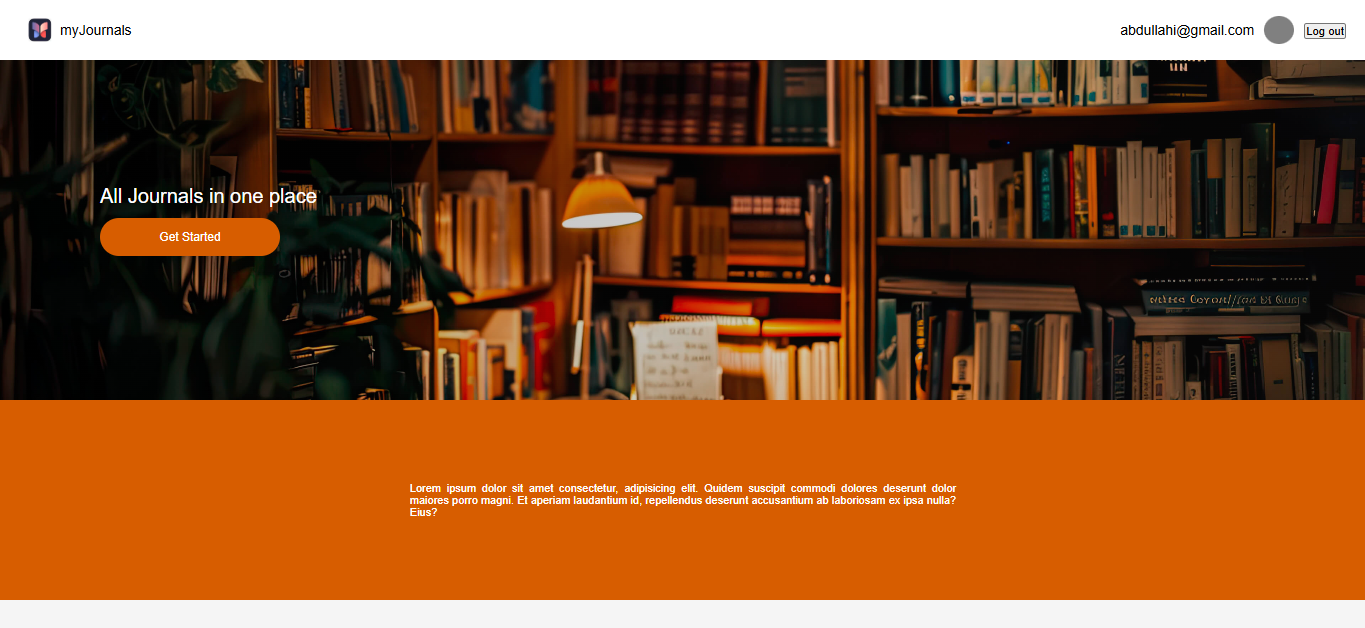 myJournals
abdullahi@gmail.com
Log out
All Journals in one place
Get Started
Lorem ipsum dolor sit amet consectetur, adipisicing elit. Quidem suscipit commodi dolores deserunt dolor
maiores porro magni. Et aperiam laudantium id, repellendus deserunt accusantium ab laboriosam ex ipsa nulla?
Eius?